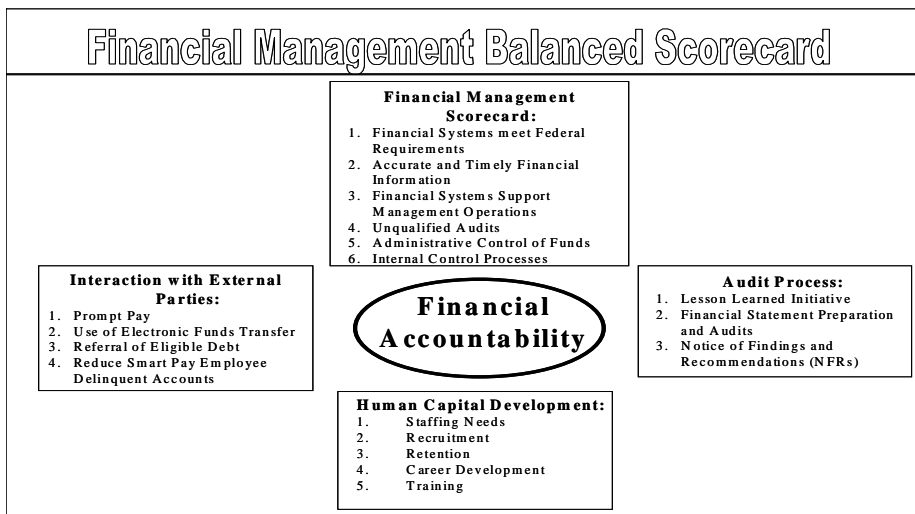 Financial Management Balanced Scorecard
Financial Management
Scorecard:
1. Financial Systems meet Federal
Requirements
2. Accurate and Timely Financial
Information
3. Financial Systems Support
Management Operations
4. Unqualified Audits
5. Administrative Control of Funds
6. Internal Control Processes
Interaction with External
Parties:
1. Prompt Pay
2. Use of Electronic Funds Transfer
3. Referral of Eligible Debt
4. Reduce Smart Pay Employee
Delinquent Accounts
Financial
Accountability
Audit Process:
1. Lesson Learned Initiative
2. Financial Statement Preparation
and Audits
3. Notice of Findings and
Recommendations (NFRs)
Human Capital Development:
1. Staffing Needs
2. Recruitment
3. Retention
4. Career Development
5. Training